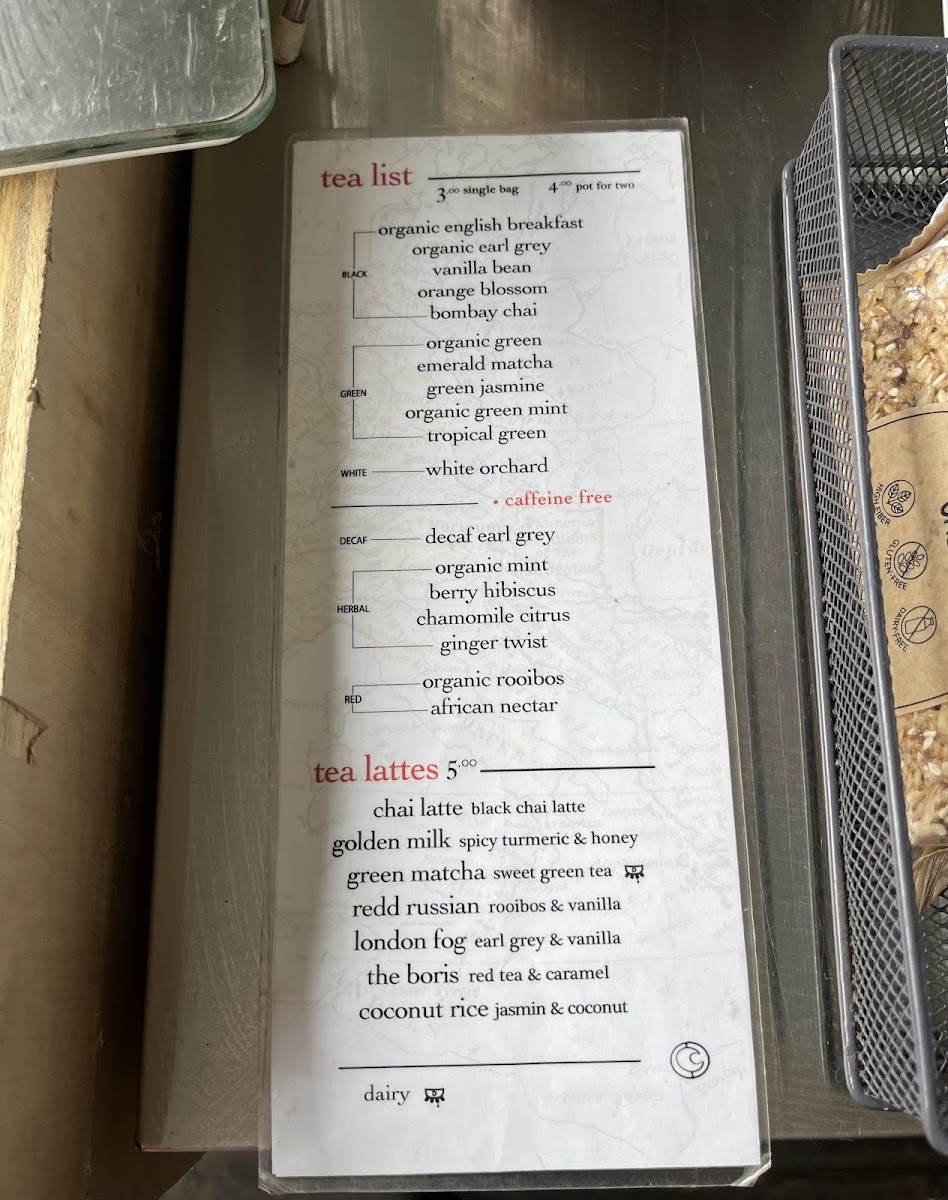 tea list
3.00 single bag 4.00 pot for two
BLACK
organic english breakfast
organic earl grey
vanilla bean
orange blossom
bombay chai
GREEN
organic green
emerald matcha
green jasmine
organic green mint
tropical green
WHITE white orchard
• caffeine free
DECAF decaf earl grey
HERBAL
organic mint
berry hibiscus
chamomile citrus
ginger twist
RED
organic rooibos
african nectar
tea lattes 5.00
chai latte black chai latte
golden milk spicy turmeric & honey
green matcha sweet green tea
redd russian rooibos & vanilla
london fog earl grey & vanilla
the boris red tea & caramel
coconut rice jasmin & coconut
dairy
HIGH FIBER
GLUTEN-FREE
DAIRY-FREE